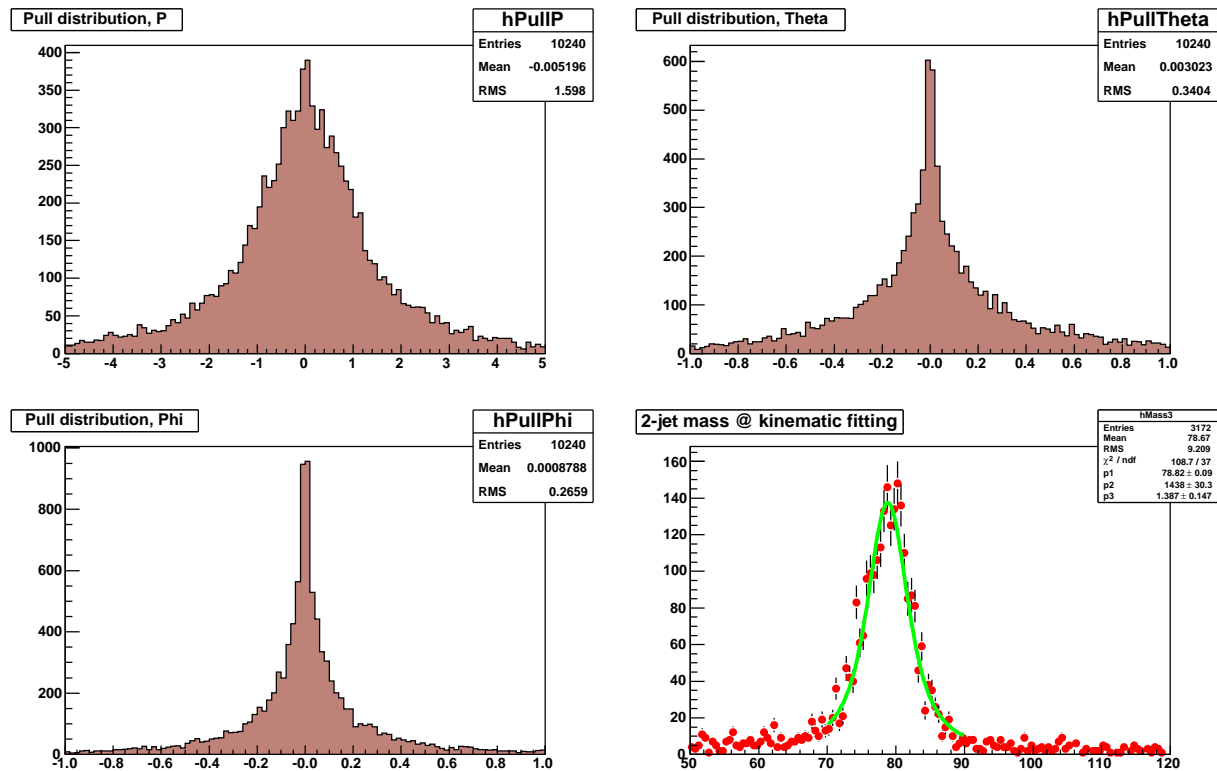 Pull distribution, P
hPullP
Entries 10240
Mean -0.005196
RMS 1.598
400
350
300
250
200
150
100
50
0
-5 -4 -3 -2 -1 0 1 2 3 4 5
Pull distribution, Theta
hPullTheta
Entries 10240
Mean 0.003023
RMS 0.3404
600
500
400
300
200
100
0
-1.0 -0.8 -0.6 -0.4 -0.2 -0.0 0.2 0.4 0.6 0.8 1.0
Pull distribution, Phi
hPullPhi
Entries 10240
Mean 0.0008788
RMS 0.2659
1000
800
600
400
200
0
-1.0 -0.8 -0.6 -0.4 -0.2 -0.0 0.2 0.4 0.6 0.8 1.0
2-jet mass @ kinematic fitting
hMass3
Entries 3172
Mean 78.67
RMS 9.209
χ² / ndf 108.7 / 37
p1 78.82 ± 0.09
p2 1438 ± 30.3
p3 1.387 ± 0.147
160
140
120
100
80
60
40
20
0
50 60 70 80 90 100 110 120